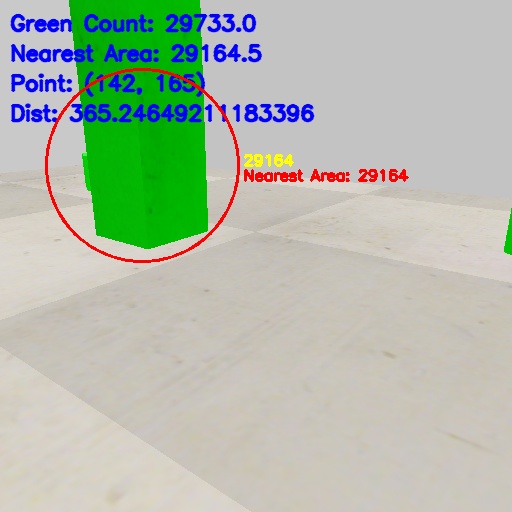 Green Count: 29733.0
Nearest Area: 29164.5
Point: (142, 165)
Dist: 365.24649211183396
29164
Nearest Area: 29164